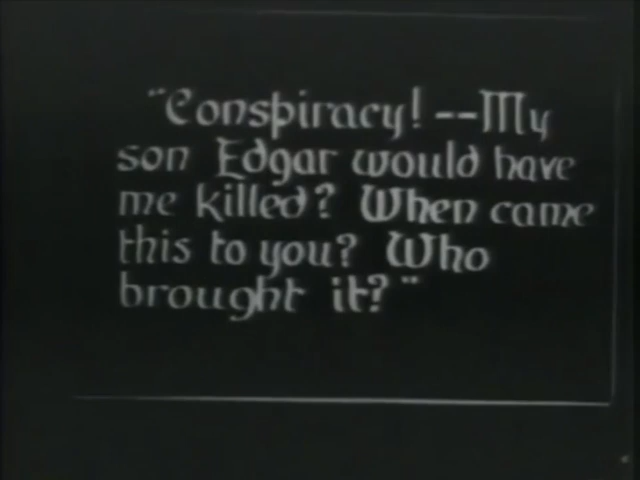 "Conspiracy! --My
son Edgar would have
me killed? When came
this to you? Who
brought it?"